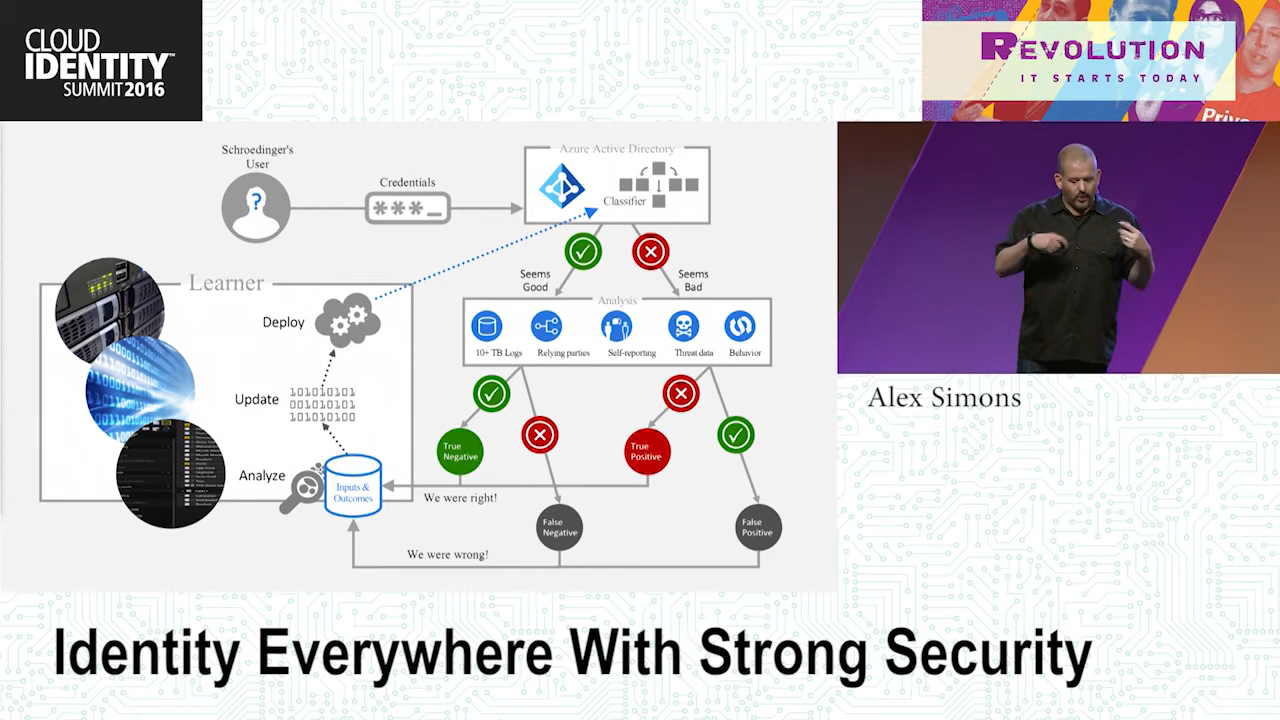 CLOUD
IDENTITY™
SUMMIT 2016
REVOLUTION
IT STARTS TODAY
Schroedinger's
User
?
Credentials
***_
Azure Active Directory
Classifier
Seems
Good
Seems
Bad
Learner
Deploy
Update
101010101
001010101
101010100
Analyze
Inputs &
Outcomes
Analysis
10+ TB Logs
Relying parties
Self-reporting
Threat data
Behavior
True
Negative
True
Positive
We were right!
False
Negative
False
Positive
We were wrong!
Alex Simons
Identity Everywhere With Strong Security